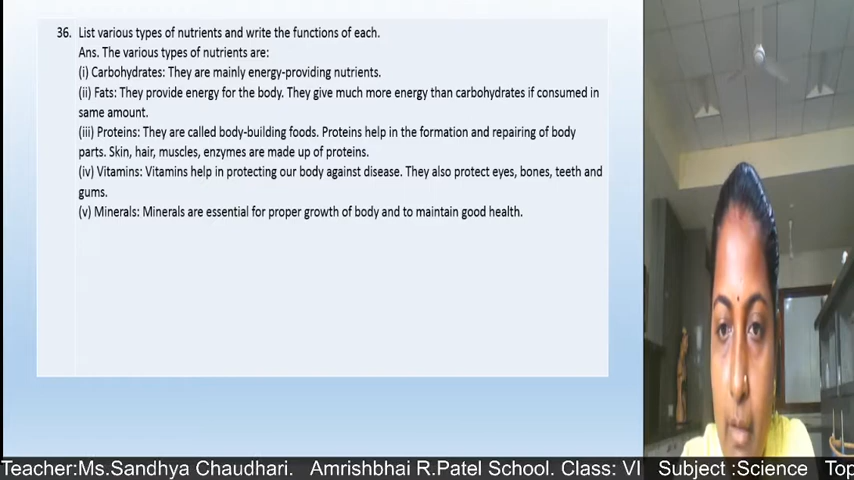 36. List various types of nutrients and write the functions of each.
Ans. The various types of nutrients are:
(i) Carbohydrates: They are mainly energy-providing nutrients.
(ii) Fats: They provide energy for the body. They give much more energy than carbohydrates if consumed in
same amount.
(iii) Proteins: They are called body-building foods. Proteins help in the formation and repairing of body
parts. Skin, hair, muscles, enzymes are made up of proteins.
(iv) Vitamins: Vitamins help in protecting our body against disease. They also protect eyes, bones, teeth and
gums.
(v) Minerals: Minerals are essential for proper growth of body and to maintain good health.
Teacher:Ms.Sandhya Chaudhari. Amrishbhai R.Patel School. Class: VI Subject :Science Top